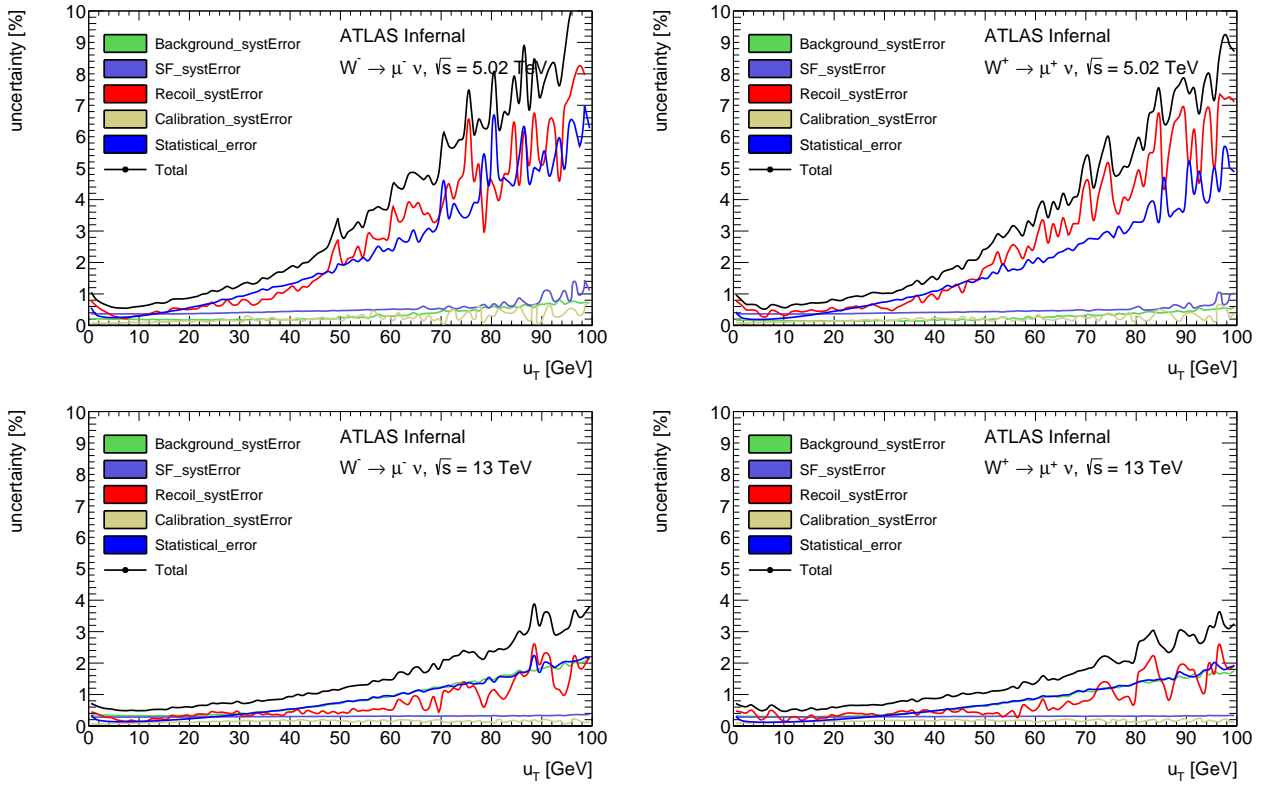 uncertainty [%]
10
9
8
7
6
5
4
3
2
1
0
Background_systError
SF_systError
Recoil_systError
Calibration_systError
Statistical_error
Total
ATLAS Infernal
W⁻ → μ⁻ ν, √s = 5.02 TeV
0 10 20 30 40 50 60 70 80 90 100
u_T [GeV]
uncertainty [%]
10
9
8
7
6
5
4
3
2
1
0
Background_systError
SF_systError
Recoil_systError
Calibration_systError
Statistical_error
Total
ATLAS Infernal
W⁺ → μ⁺ ν, √s = 5.02 TeV
0 10 20 30 40 50 60 70 80 90 100
u_T [GeV]
uncertainty [%]
10
9
8
7
6
5
4
3
2
1
0
Background_systError
SF_systError
Recoil_systError
Calibration_systError
Statistical_error
Total
ATLAS Infernal
W⁻ → μ⁻ ν, √s = 13 TeV
0 10 20 30 40 50 60 70 80 90 100
u_T [GeV]
uncertainty [%]
10
9
8
7
6
5
4
3
2
1
0
Background_systError
SF_systError
Recoil_systError
Calibration_systError
Statistical_error
Total
ATLAS Infernal
W⁺ → μ⁺ ν, √s = 13 TeV
0 10 20 30 40 50 60 70 80 90 100
u_T [GeV]